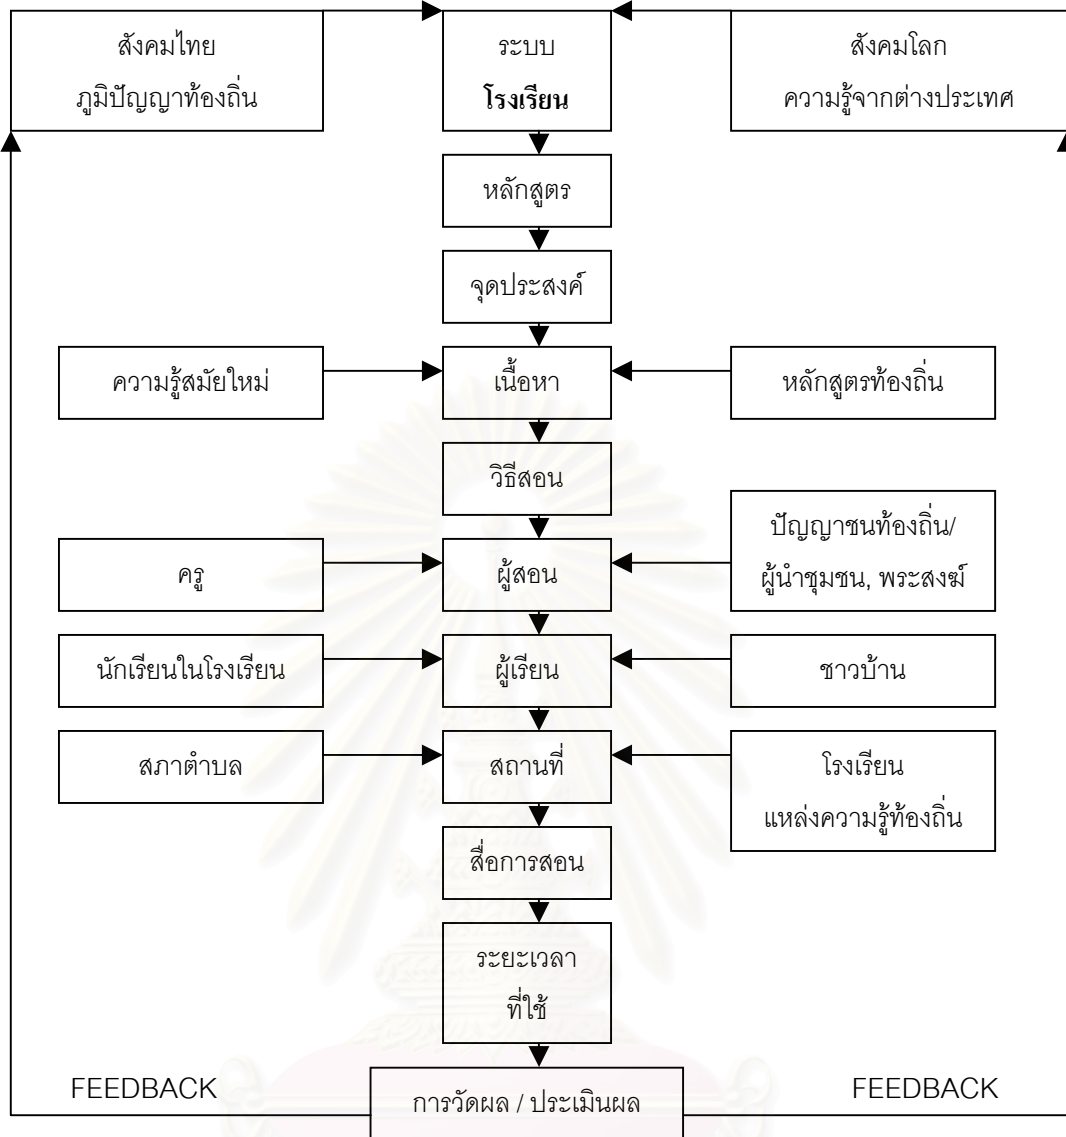 สังคมไทย
ภูมิปัญญาท้องถิ่น
ระบบ
โรงเรียน
สังคมโลก
ความรู้จากต่างประเทศ
หลักสูตร
จุดประสงค์
ความรู้สมัยใหม่
เนื้อหา
หลักสูตรท้องถิ่น
วิธีสอน
ครู
ผู้สอน
ปัญญาชนท้องถิ่น/
ผู้นำชุมชน, พระสงฆ์
นักเรียนในโรงเรียน
ผู้เรียน
ชาวบ้าน
สภาตำบล
สถานที่
โรงเรียน
แหล่งความรู้ท้องถิ่น
สื่อการสอน
ระยะเวลา
ที่ใช้
FEEDBACK
การวัดผล / ประเมินผล
FEEDBACK